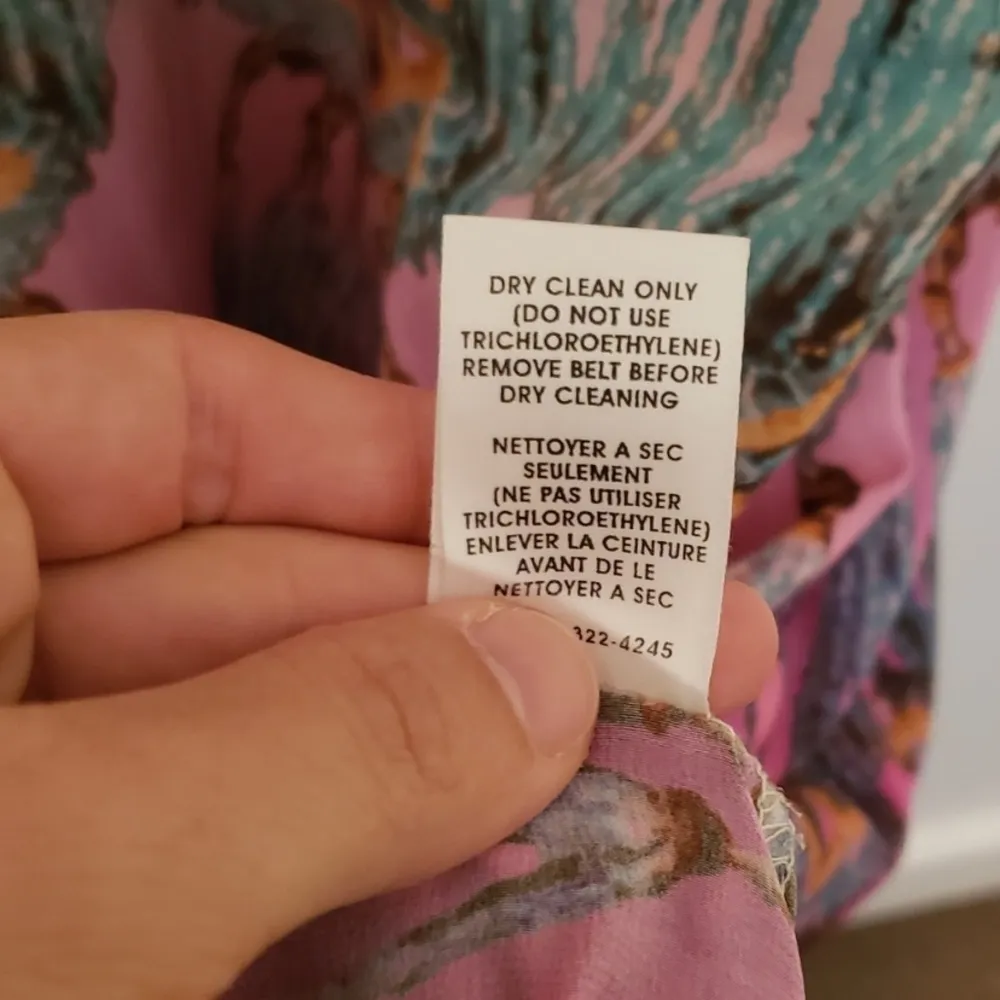 DRY CLEAN ONLY
(DO NOT USE
TRICHLOROETHYLENE)
REMOVE BELT BEFORE
DRY CLEANING
NETTOYER A SEC
SEULEMENT
(NE PAS UTILISER
TRICHLOROETHYLENE)
ENLEVER LA CEINTURE
AVANT DE LE
NETTOYER A SEC
322-4245